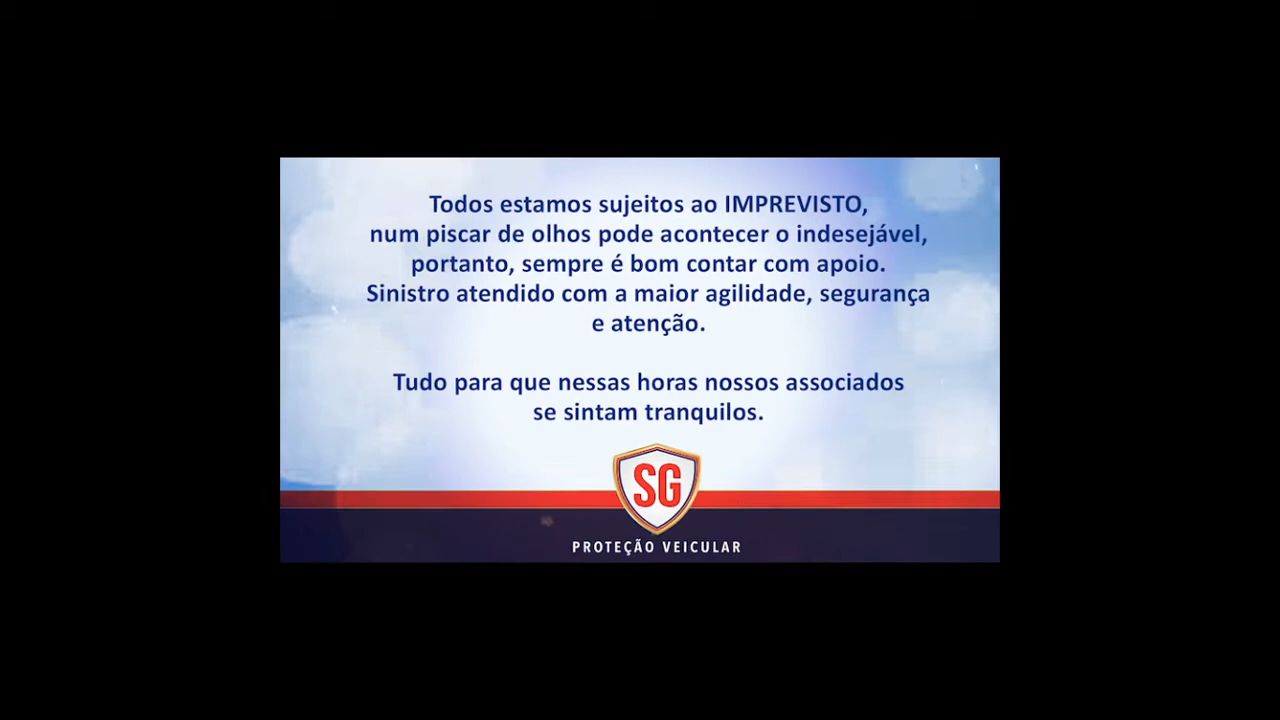 Todos estamos sujeitos ao IMPREVISTO,
num piscar de olhos pode acontecer o indesejável,
portanto, sempre é bom contar com apoio.
Sinistro atendido com a maior agilidade, segurança
e atenção.
Tudo para que nessas horas nossos associados
se sintam tranquilos.
SG
PROTEÇÃO VEICULAR